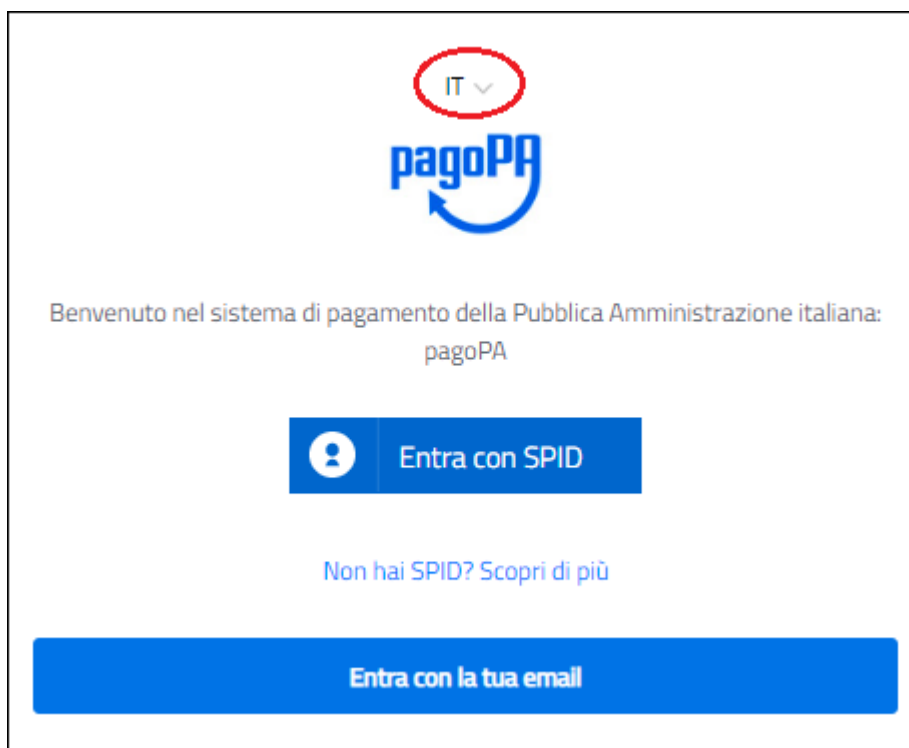 IT
pagoPA
Benvenuto nel sistema di pagamento della Pubblica Amministrazione italiana:
pagoPA
Entra con SPID
Non hai SPID? Scopri di più
Entra con la tua email